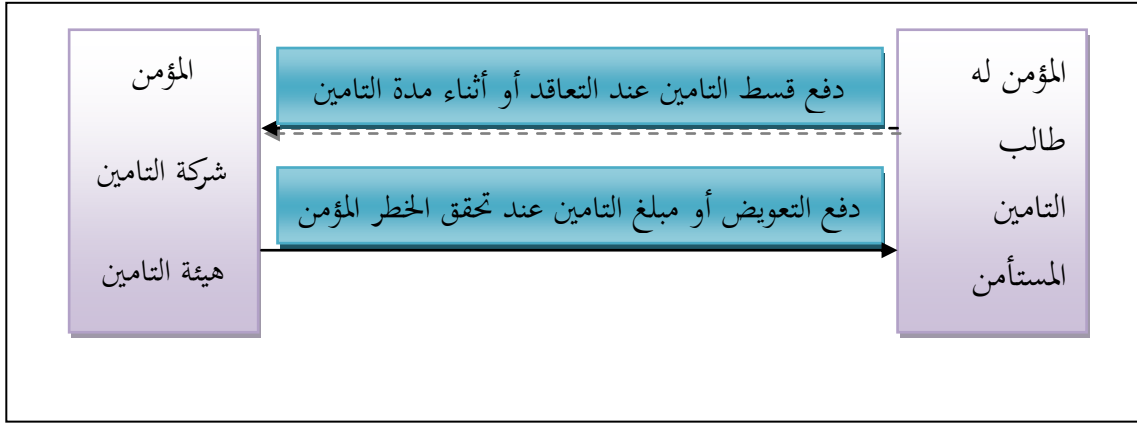 المؤمن له
طالب
التامين
المستأمن
دفع قسط التامين عند التعاقد أو أثناء مدة التامين
دفع التعويض أو مبلغ التامين عند تحقق الخطر المؤمن
المؤمن
شركة التامين
هيئة التامين